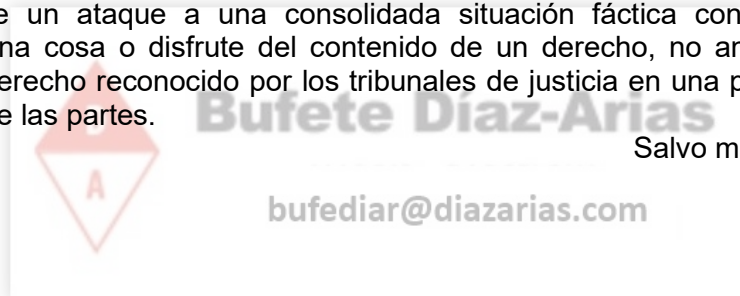 e un ataque a una consolidada situación fáctica con
na cosa o disfrute del contenido de un derecho, no
erecho reconocido por los tribunales de justicia en una
e las partes.
Bufete Díaz-Arias
Salvo
A
bufediar@diazarias.com